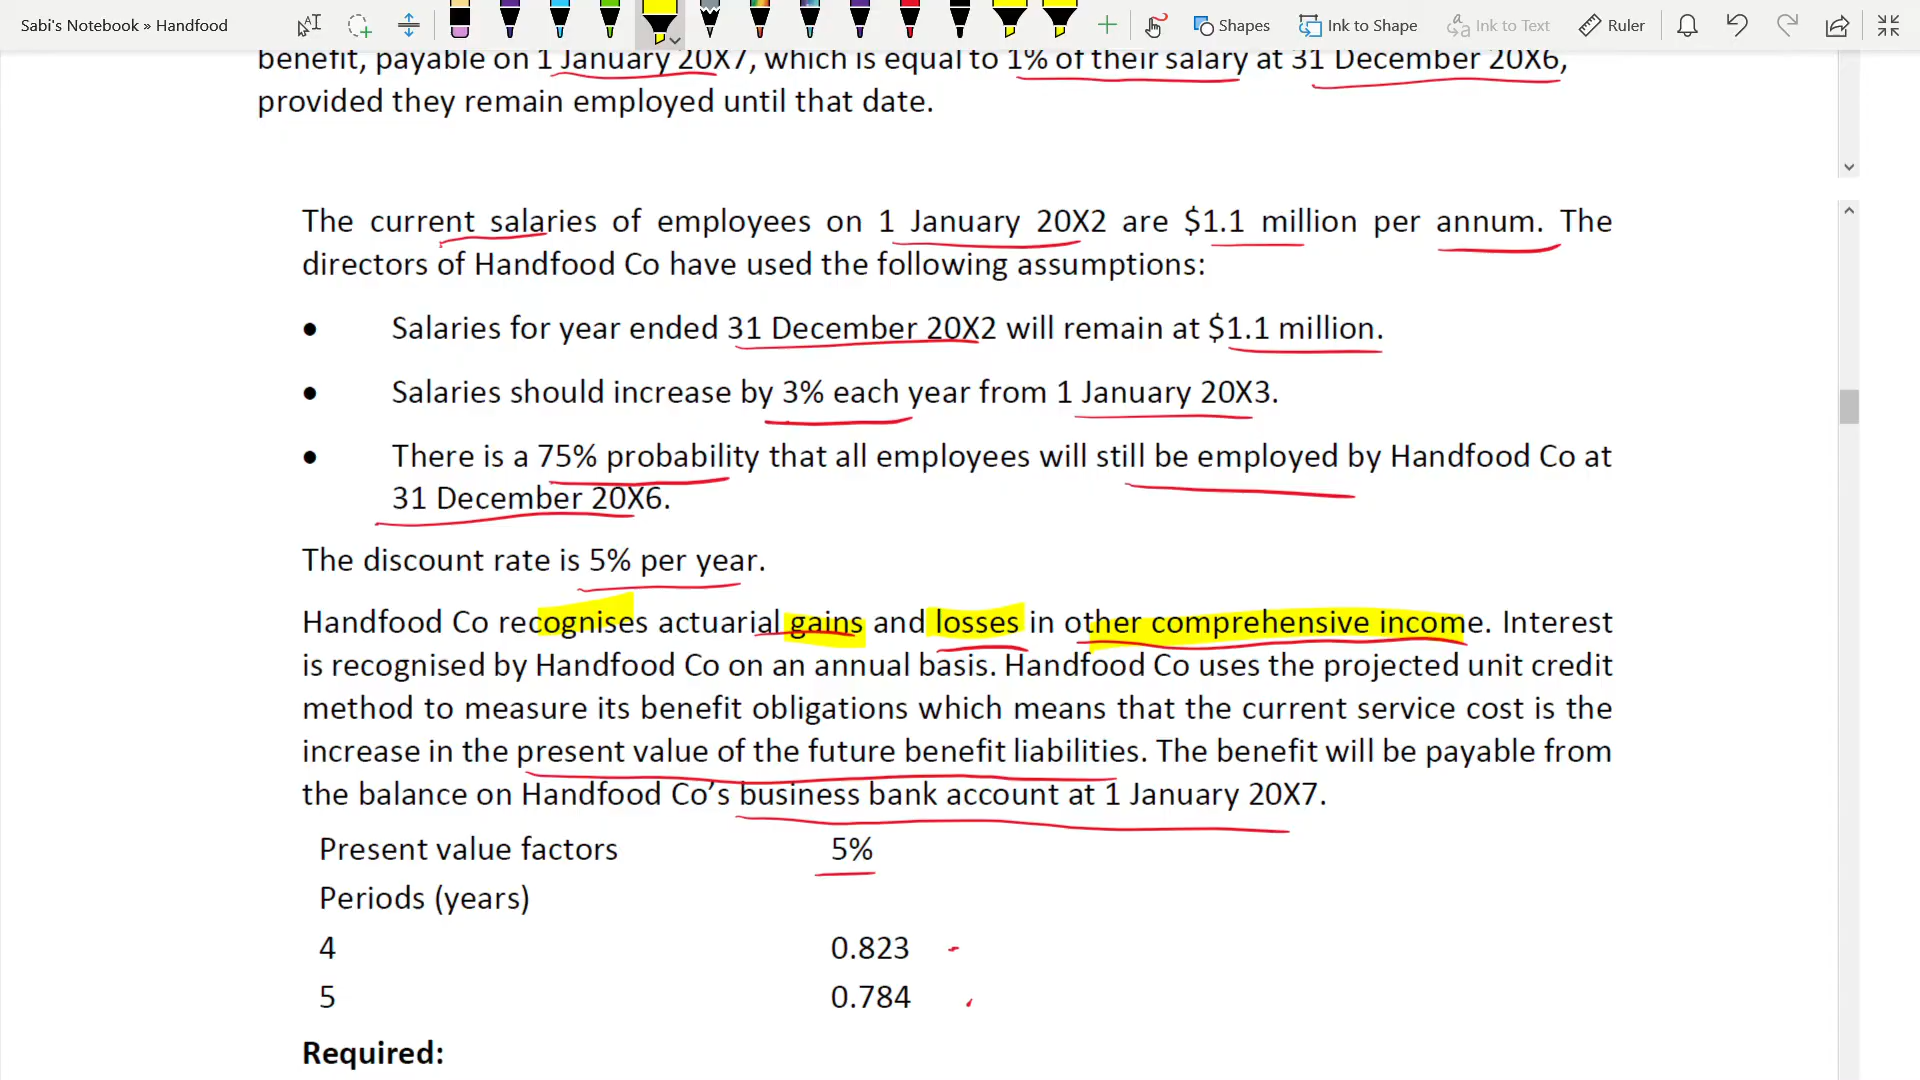 Sabi's Notebook » Handfood
Shapes Ink to Shape Ink to Text Ruler
benefit, payable on 1 January 20X7, which is equal to 1% of their salary at 31 December 20X6,
provided they remain employed until that date.
The current salaries of employees on 1 January 20X2 are $1.1 million per annum. The
directors of Handfood Co have used the following assumptions:
• Salaries for year ended 31 December 20X2 will remain at $1.1 million.
• Salaries should increase by 3% each year from 1 January 20X3.
• There is a 75% probability that all employees will still be employed by Handfood Co at
31 December 20X6.
The discount rate is 5% per year.
Handfood Co recognises actuarial gains and losses in other comprehensive income. Interest
is recognised by Handfood Co on an annual basis. Handfood Co uses the projected unit credit
method to measure its benefit obligations which means that the current service cost is the
increase in the present value of the future benefit liabilities. The benefit will be payable from
the balance on Handfood Co’s business bank account at 1 January 20X7.
Present value factors 5%
Periods (years)
4 0.823
5 0.784
Required: